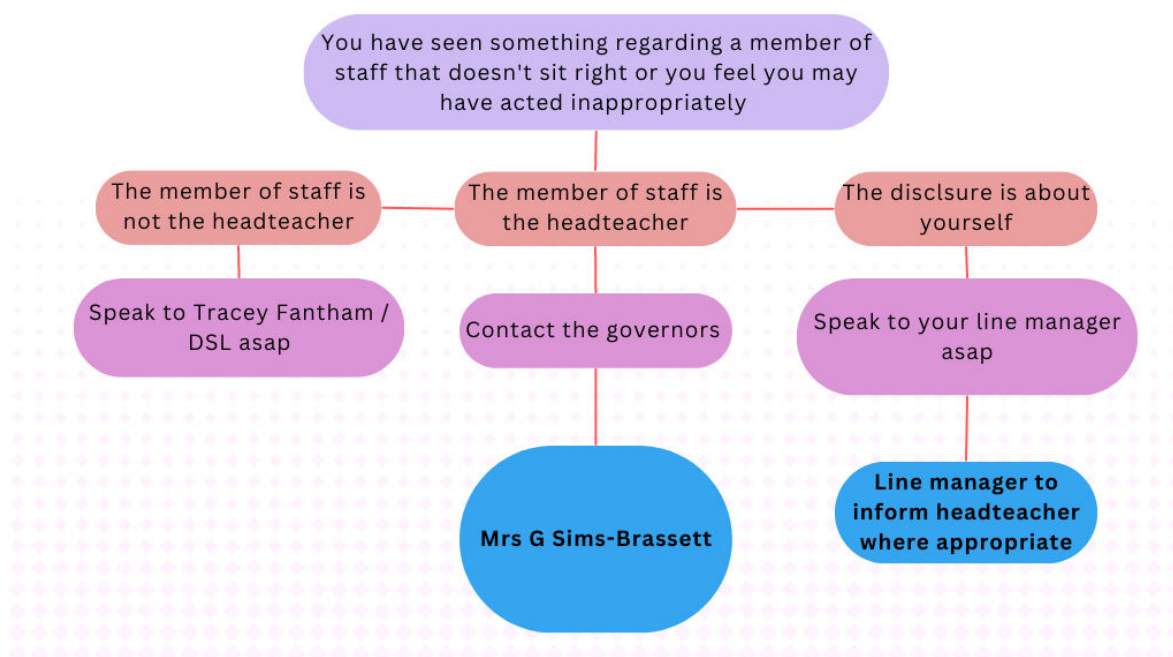 You have seen something regarding a member of
staff that doesn't sit right or you feel you may
have acted inappropriately
The member of staff is
not the headteacher
The member of staff is
the headteacher
The disclsure is about
yourself
Speak to Tracey Fantham /
DSL asap
Contact the governors
Speak to your line manager
asap
Mrs G Sims-Brassett
Line manager to
inform headteacher
where appropriate